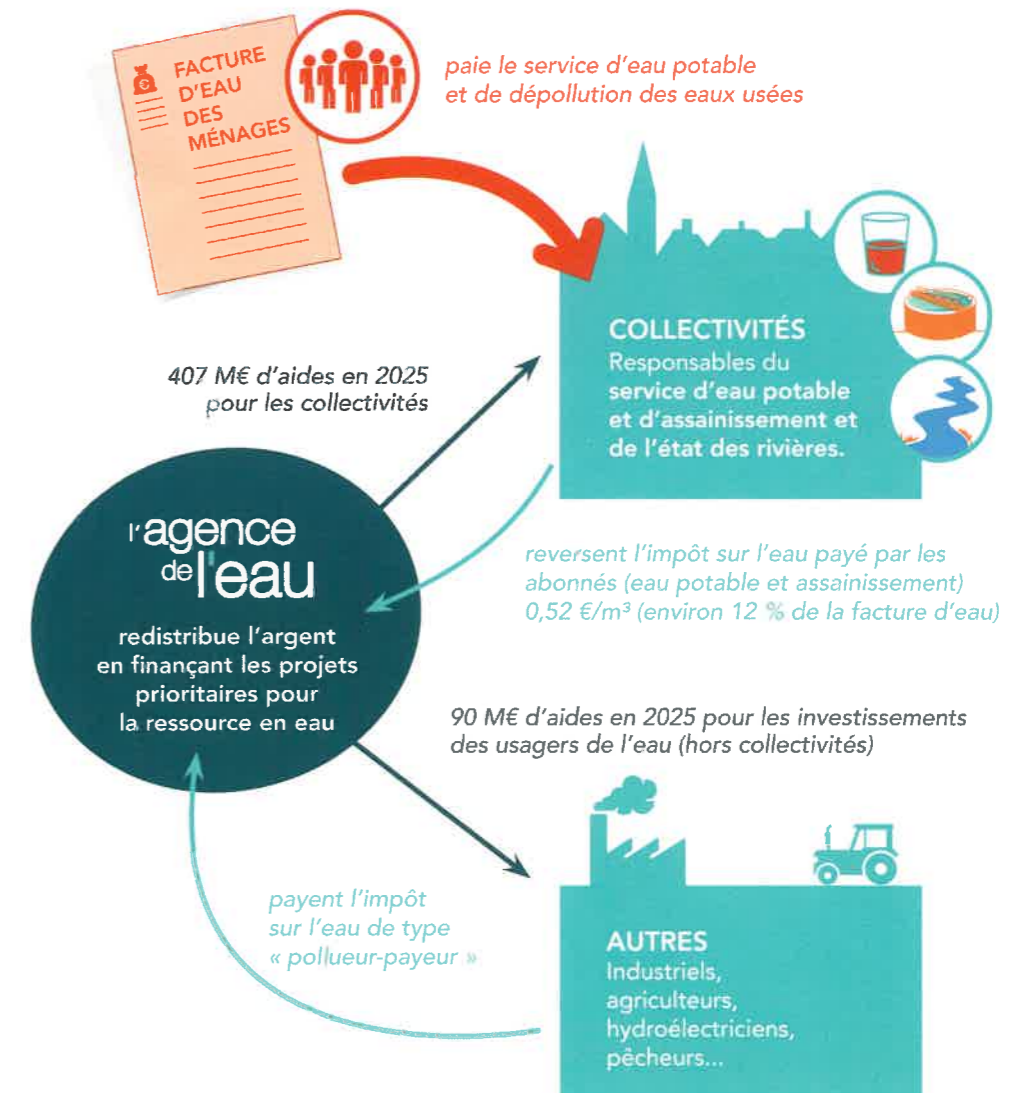 FACTURE
D'EAU
DES
MÉNAGES
paie le service d'eau potable
et de dépollution des eaux usées
COLLECTIVITÉS
Responsables du
service d'eau potable
et d'assainissement et
de l'état des rivières.
407 M€ d'aides en 2025
pour les collectivités
l'agence
de l'eau
redistribue l'argent
en finançant les projets
prioritaires pour
la ressource en eau
reversent l'impôt sur l'eau payé par les
abonnés (eau potable et assainissement)
0,52 €/m³ (environ 12 % de la facture d'eau)
90 M€ d'aides en 2025 pour les investissements
des usagers de l'eau (hors collectivités)
payent l'impôt
sur l'eau de type
« pollueur-payeur »
AUTRES
Industriels,
agriculteurs,
hydroélectriciens,
pêcheurs...